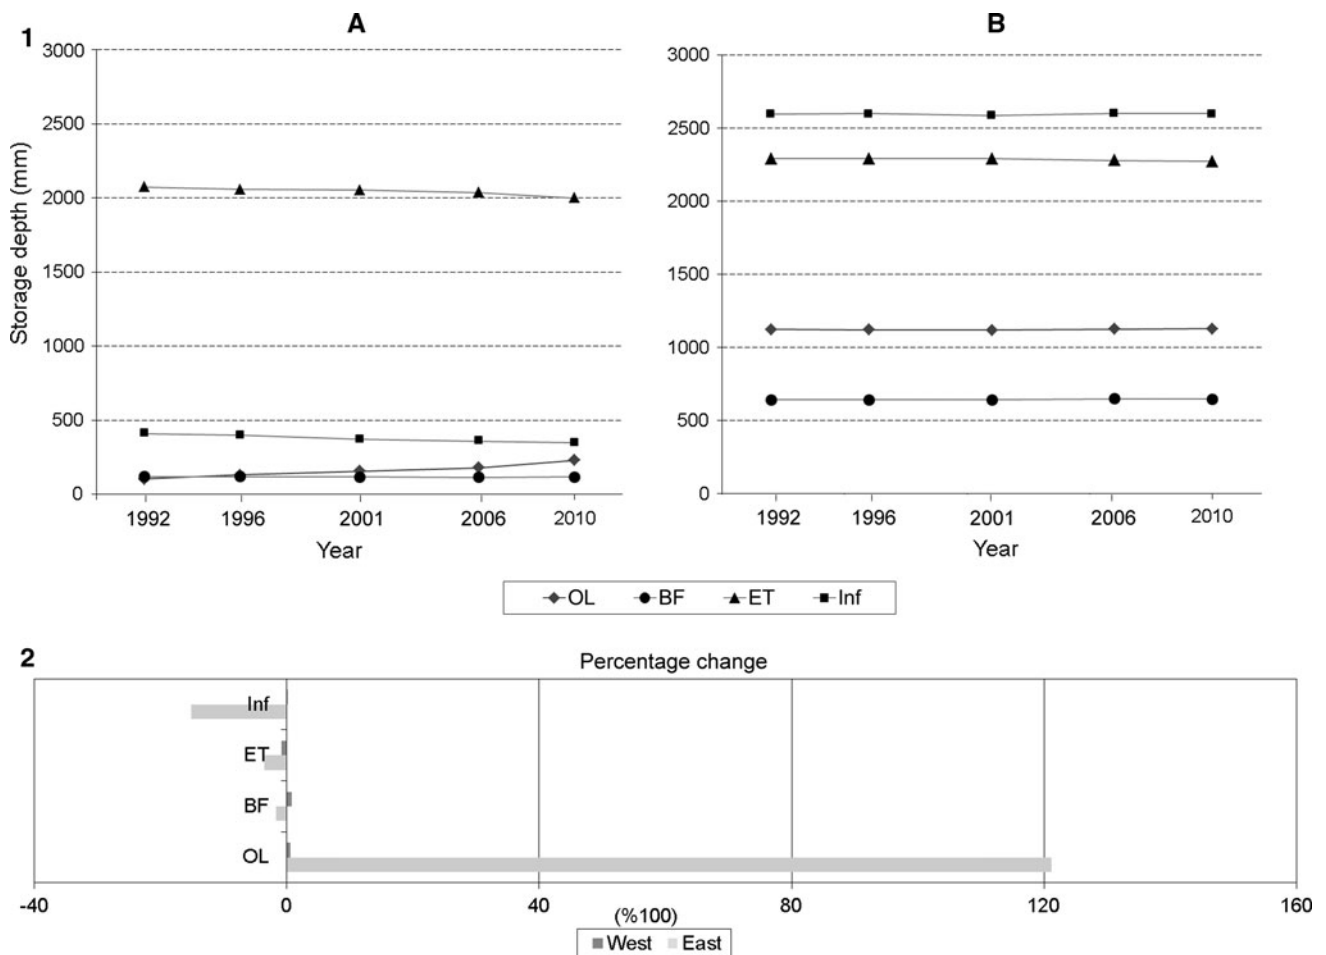 1
A
B
3000
2500
2000
1500
1000
500
0
Storage depth (mm)
1992 1996 2001 2006 2010
Year
3000
2500
2000
1500
1000
500
0
1992 1996 2001 2006 2010
Year
OL BF ET Inf
2
Percentage change
Inf
ET
BF
OL
-40 0 40 80 120 160
(%100)
West East